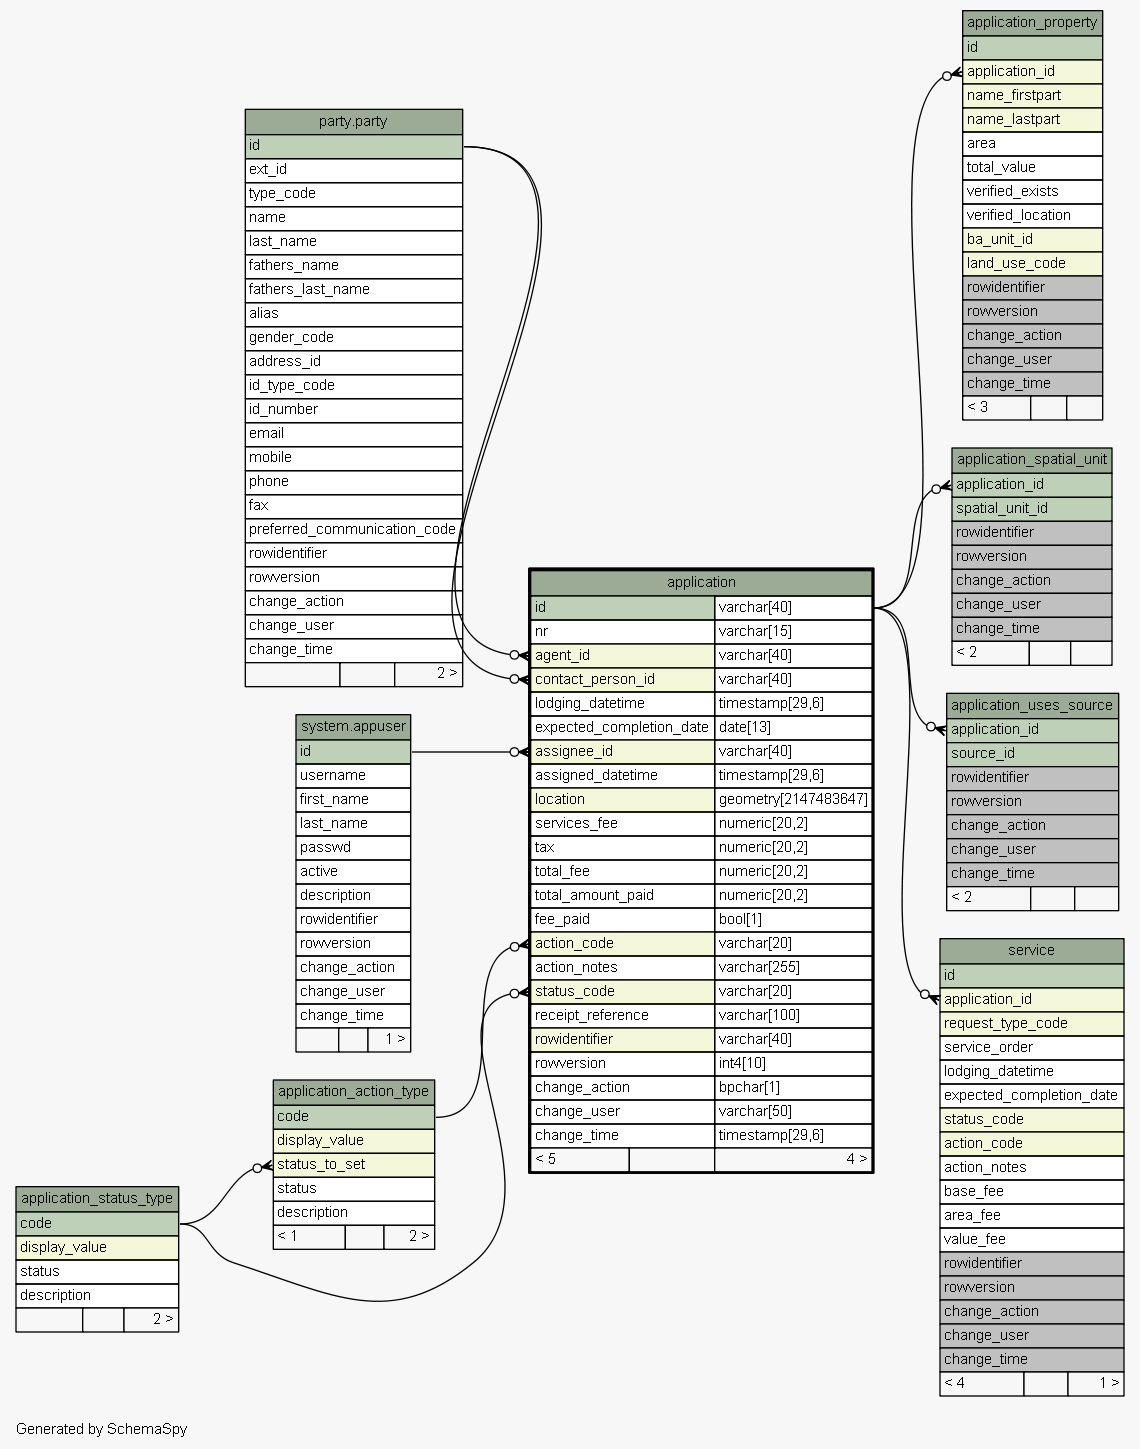 application_property
id
application_id
name_firstpart
name_lastpart
area
total_value
verified_exists
verified_location
ba_unit_id
land_use_code
rowidentifier
rowversion
change_action
change_user
change_time
< 3
party.party
id
ext_id
type_code
name
last_name
fathers_name
fathers_last_name
alias
gender_code
address_id
id_type_code
id_number
email
mobile
phone
fax
preferred_communication_code
rowidentifier
rowversion
change_action
change_user
change_time
2 >
application_spatial_unit
application_id
spatial_unit_id
rowidentifier
rowversion
change_action
change_user
change_time
< 2
application
id varchar[40]
nr varchar[15]
agent_id varchar[40]
contact_person_id varchar[40]
lodging_datetime timestamp[29,6]
expected_completion_date date[13]
assignee_id varchar[40]
assigned_datetime timestamp[29,6]
location geometry[2147483647]
services_fee numeric[20,2]
tax numeric[20,2]
total_fee numeric[20,2]
total_amount_paid numeric[20,2]
fee_paid bool[1]
action_code varchar[20]
action_notes varchar[255]
status_code varchar[20]
receipt_reference varchar[100]
rowidentifier varchar[40]
rowversion int4[10]
change_action bpchar[1]
change_user varchar[50]
change_time timestamp[29,6]
< 5 4 >
system.appuser
id
username
first_name
last_name
passwd
active
description
rowidentifier
rowversion
change_action
change_user
change_time
1 >
application_uses_source
application_id
source_id
rowidentifier
rowversion
change_action
change_user
change_time
< 2
service
id
application_id
request_type_code
service_order
lodging_datetime
expected_completion_date
status_code
action_code
action_notes
base_fee
area_fee
value_fee
rowidentifier
rowversion
change_action
change_user
change_time
< 4 1 >
application_action_type
code
display_value
status_to_set
status
description
< 1 2 >
application_status_type
code
display_value
status
description
2 >
Generated by SchemaSpy